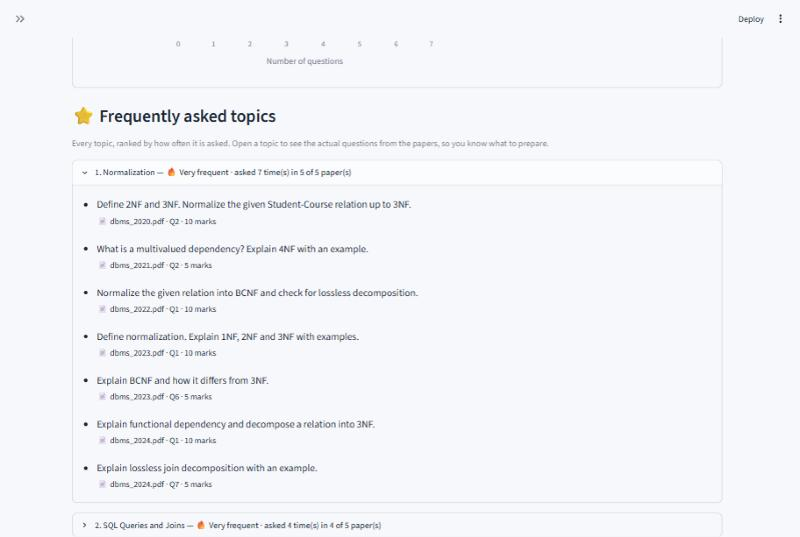 Deploy
0 1 2 3 4 5 6 7
Number of questions
Frequently asked topics
Every topic, ranked by how often it is asked. Open a topic to see the actual questions from the papers, so you know what to prepare.
1. Normalization — 🔥 Very frequent · asked 7 time(s) in 5 of 5 paper(s)
• Define 2NF and 3NF. Normalize the given Student-Course relation up to 3NF.
dbms_2020.pdf · Q2 · 10 marks
• What is a multivalued dependency? Explain 4NF with an example.
dbms_2021.pdf · Q2 · 5 marks
• Normalize the given relation into BCNF and check for lossless decomposition.
dbms_2022.pdf · Q1 · 10 marks
• Define normalization. Explain 1NF, 2NF and 3NF with examples.
dbms_2023.pdf · Q1 · 10 marks
• Explain BCNF and how it differs from 3NF.
dbms_2023.pdf · Q6 · 5 marks
• Explain functional dependency and decompose a relation into 3NF.
dbms_2024.pdf · Q1 · 10 marks
• Explain lossless join decomposition with an example.
dbms_2024.pdf · Q7 · 5 marks
2. SQL Queries and Joins — 🔥 Very frequent · asked 4 time(s) in 4 of 5 paper(s)